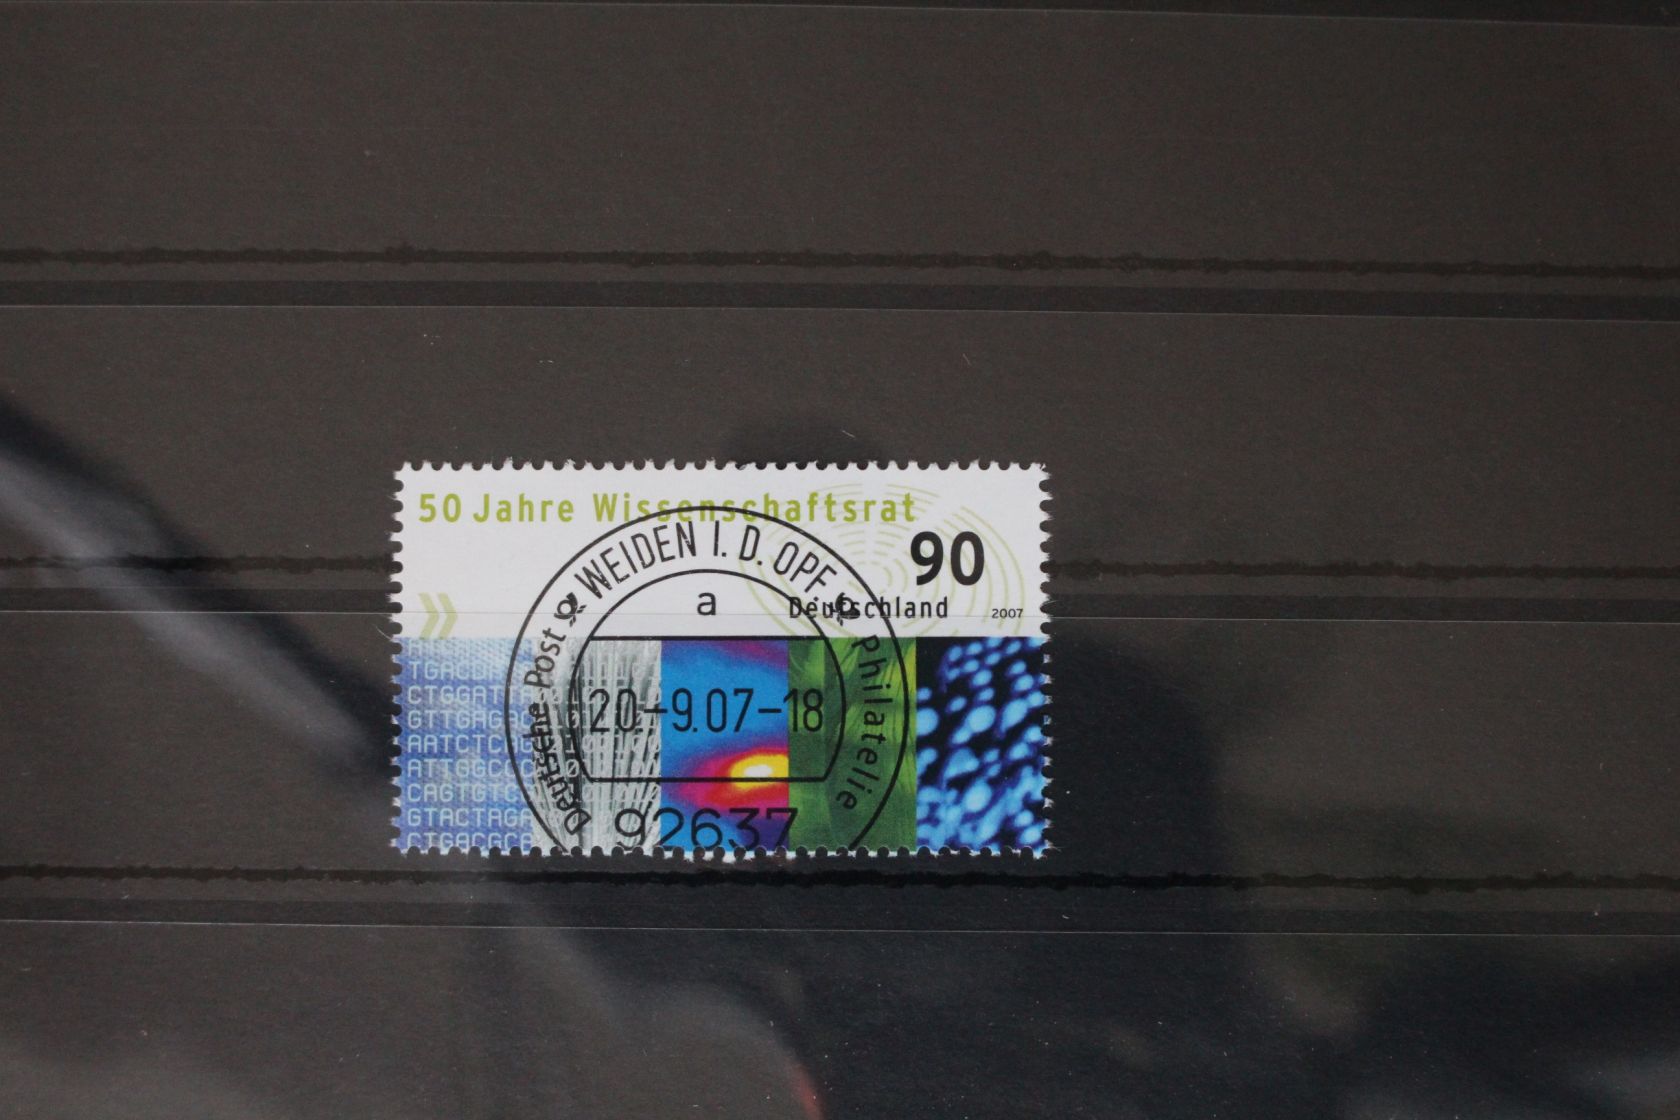 50 Jahre Wissenschaftsrat
90
Deutschland 2007
WEIDEN I. D. OPF.
a
Deutsche Post
Philatelie
20.-9.07-18
92637
TGACG
CTGGAT
GTTGAG
AATCTC
ATTGGC
CAGTGTC
GTACTAGA
CTGACGCA